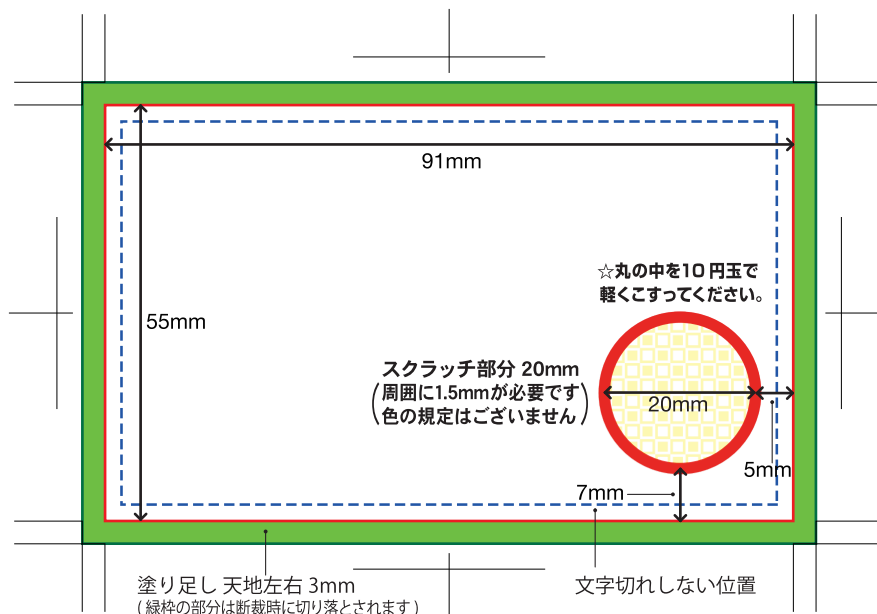 91mm
☆丸の中を10円玉で
軽くこすってください。
55mm
スクラッチ部分 20mm
(周囲に1.5mmが必要です
色の規定はございません)
20mm
5mm
7mm
塗り足し 天地左右 3mm
(緑枠の部分は断裁時に切り落とされます)
文字切れしない位置